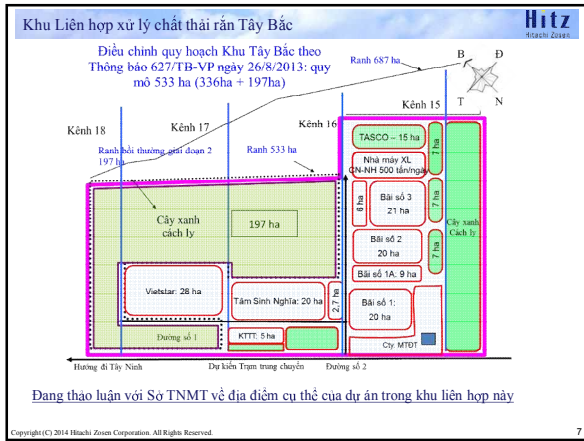 Khu Liên hợp xử lý chất thải rắn Tây Bắc
Hitz
Hitachi Zosen
Điều chỉnh quy hoạch Khu Tây Bắc theo
Thông báo 627/TB-VP ngày 26/8/2013: quy
mô 533 ha (336ha + 197ha)
Ranh 687 ha
B
Đ
T
N
Kênh 15
Kênh 16
Kênh 17
Kênh 18
Ranh bồi thường giai đoạn 2
197 ha
Ranh 533 ha
TASCO – 15 ha
7 ha
Nhà máy XL
CN-NH 500 tấn/ngày
6 ha
Bãi số 3
21 ha
7 ha
Cây xanh
cách ly
197 ha
Cây xanh
Cách ly
Bãi số 2
20 ha
7 ha
Bãi số 1A: 9 ha
Vietstar: 28 ha
Tâm Sinh Nghĩa: 20 ha
2,7 ha
Bãi số 1:
20 ha
Đường số 1
KTTT: 5 ha
Cty. MTĐT
Hướng đi Tây Ninh
Dự kiến Trạm trung chuyển
Đường số 2
Đang thảo luận với Sở TNMT về địa điểm cụ thể của dự án trong khu liên hợp này
Copyright (C) 2014 Hitachi Zosen Corporation. All Rights Reserved.
7